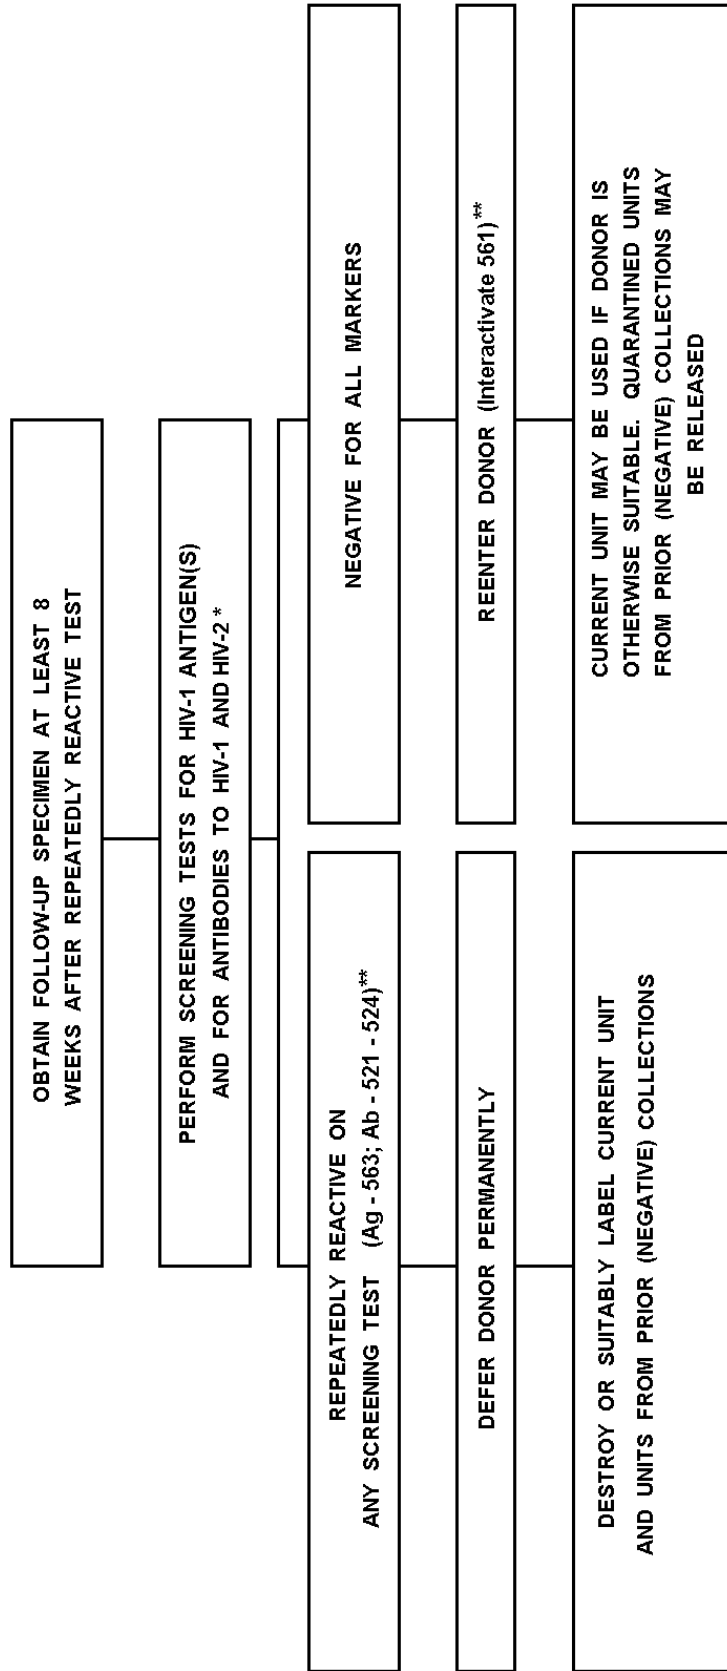 OBTAIN FOLLOW-UP SPECIMEN AT LEAST 8
WEEKS AFTER REPEATEDLY REACTIVE TEST
PERFORM SCREENING TESTS FOR HIV-1 ANTIGEN(S)
AND FOR ANTIBODIES TO HIV-1 AND HIV-2 *
REPEATEDLY REACTIVE ON
ANY SCREENING TEST (Ag - 563; Ab - 521 - 524)**
NEGATIVE FOR ALL MARKERS
DEFER DONOR PERMANENTLY
REENTER DONOR (Interactivate 561)**
DESTROY OR SUITABLY LABEL CURRENT UNIT
AND UNITS FROM PRIOR (NEGATIVE) COLLECTIONS
CURRENT UNIT MAY BE USED IF DONOR IS
OTHERWISE SUITABLE. QUARANTINED UNITS
FROM PRIOR (NEGATIVE) COLLECTIONS MAY
BE RELEASED